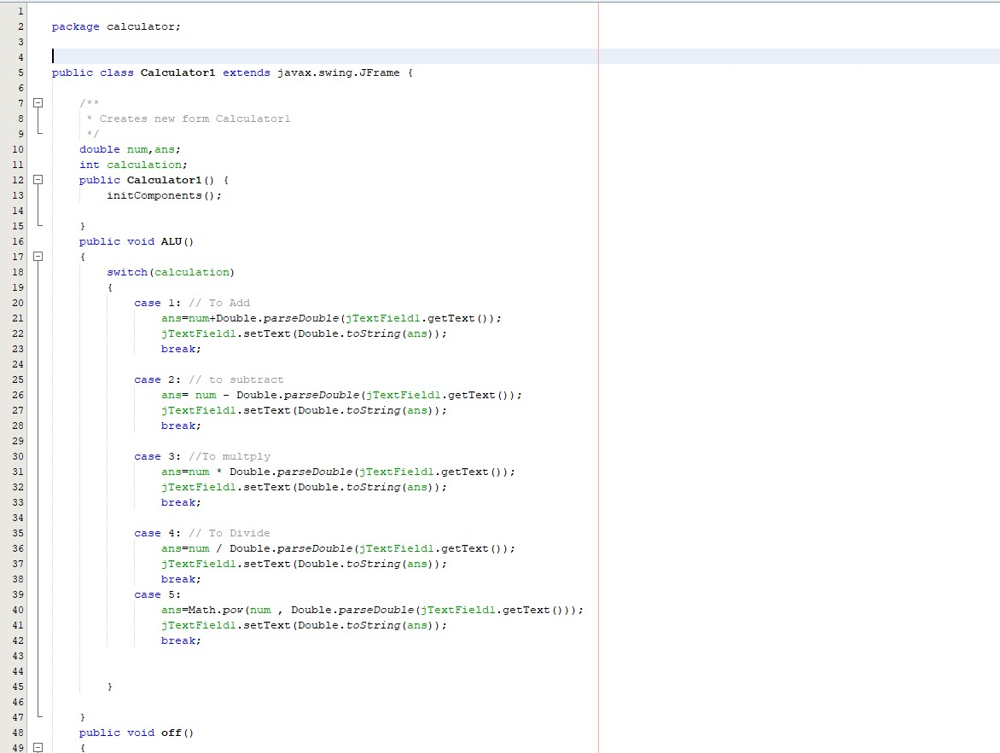 1
2 package calculator;
3
4
5 public class Calculator1 extends javax.swing.JFrame {
6
7 /**
8 * Creates new form Calculator1
9 */
10 double num,ans;
11 int calculation;
12 public Calculator1() {
13 initComponents();
14
15 }
16 public void ALU()
17 {
18 switch(calculation)
19 {
20 case 1: // To Add
21 ans=num+Double.parseDouble(jTextField1.getText());
22 jTextField1.setText(Double.toString(ans));
23 break;
24
25 case 2: // to subtract
26 ans= num - Double.parseDouble(jTextField1.getText());
27 jTextField1.setText(Double.toString(ans));
28 break;
29
30 case 3: //To multply
31 ans=num * Double.parseDouble(jTextField1.getText());
32 jTextField1.setText(Double.toString(ans));
33 break;
34
35 case 4: // To Divide
36 ans=num / Double.parseDouble(jTextField1.getText());
37 jTextField1.setText(Double.toString(ans));
38 break;
39 case 5:
40 ans=Math.pow(num , Double.parseDouble(jTextField1.getText()));
41 jTextField1.setText(Double.toString(ans));
42 break;
43
44
45 }
46
47 }
48 public void off()
49 {